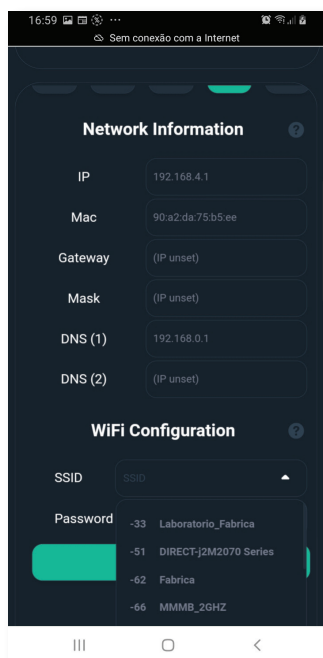 16:59
Sem conexão com a Internet
Network Information ?
IP 192.168.4.1
Mac 90:a2:da:75:b5:ee
Gateway (IP unset)
Mask (IP unset)
DNS (1) 192.168.0.1
DNS (2) (IP unset)
WiFi Configuration ?
SSID SSID
Password
-33 Laboratorio_Fabrica
-51 DIRECT-j2M2070 Series
-62 Fabrica
-66 MMMB_2GHZ